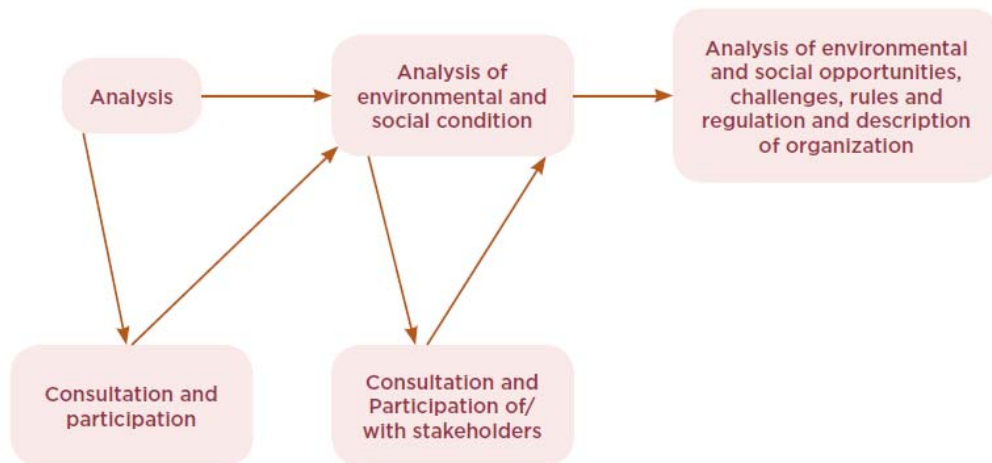 Analysis
Analysis of
environmental and
social condition
Analysis of environmental
and social opportunities,
challenges, rules and
regulation and description
of organization
Consultation and
participation
Consultation and
Participation of/
with stakeholders